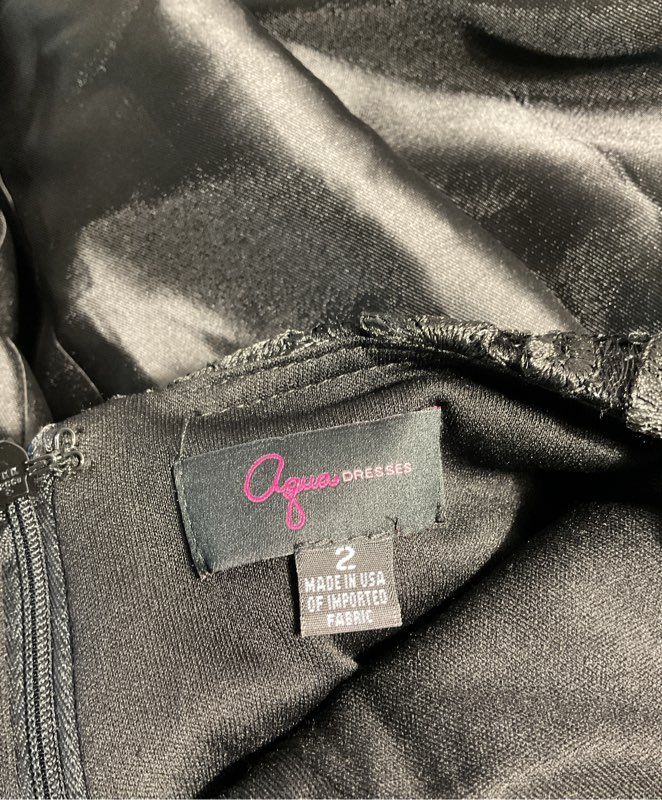 Aqua DRESSES
2
MADE IN USA
OF IMPORTED
FABRIC